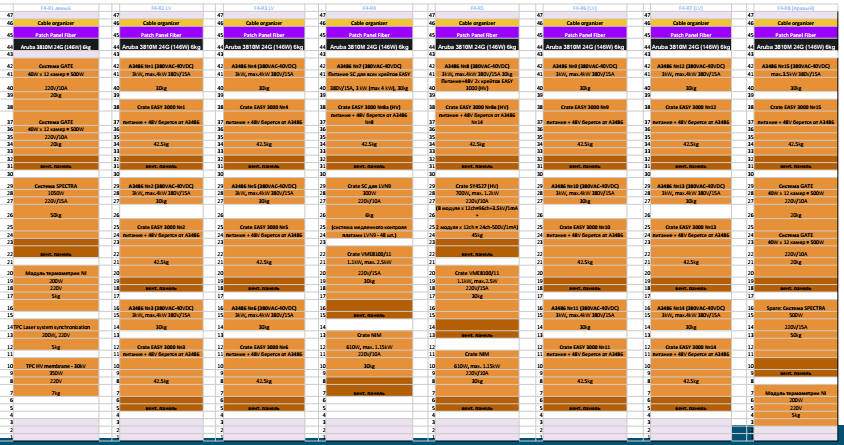 F4-R1 левый
47
46 Cable organizer
45 Patch Panel Fiber
44 Aruba 3810M 24G (146W) 6kg
43
42 Система GATE
41 40W x 12 камер = 500W
40 220V/10A
39 20kg
38
37 Система GATE
36 40W x 12 камер = 500W
35 220V/10A
34 20kg
33
32
31 вент. панель
30
29 Система SPECTRA
28 1050W
27 220V/15A
26 50kg
25
24
23
22 вент. панель
21
20 Модуль термометрии NI
19 200W
18 220V
17 5kg
16
15
14 TPC Laser system synchronisation
13 200W, 220V
12 5kg
11
10 TPC HV membrane - 30kV
9 350W
8 220V
7 7kg
6
5
4
3
2
F4-R2 LV
47
46 Cable organizer
45 Patch Panel Fiber
44 Aruba 3810M 24G (146W) 6kg
43
42 A3486 №1 (380VAC-40VDC)
41 3kW, max.4kW 380V/15A
40 30kg
39
38 Crate EASY 3000 №1
37 питание + 48V берется от A3486
36
35
34 42.5kg
33
32
31 вент. панель
30
29 A3486 №2 (380VAC-40VDC)
28 3kW, max.4kW 380V/15A
27 30kg
26
25 Crate EASY 3000 №2
24 питание + 48V берется от A3486
23
22
21 42.5kg
20
19
18 вент. панель
17
16 A3486 №3 (380VAC-40VDC)
15 3kW, max.4kW 380V/15A
14 30kg
13
12 Crate EASY 3000 №3
11 питание + 48V берется от A3486
10
9
8 42.5kg
7
6
5 вент. панель
4
3
2
F4-R3 LV
47
46 Cable organizer
45 Patch Panel Fiber
44 Aruba 3810M 24G (146W) 6kg
43
42 A3486 №4 (380VAC-40VDC)
41 3kW, max.4kW 380V/15A
40 30kg
39
38 Crate EASY 3000 №4
37 питание + 48V берется от A3486
36
35
34 42.5kg
33
32
31 вент. панель
30
29 A3486 №5 (380VAC-40VDC)
28 3kW, max.4kW 380V/15A
27 30kg
26
25 Crate EASY 3000 №5
24 питание + 48V берется от A3486
23
22
21 42.5kg
20
19
18 вент. панель
17
16 A3486 №6 (380VAC-40VDC)
15 3kW, max.4kW 380V/15A
14 30kg
13
12 Crate EASY 3000 №6
11 питание + 48V берется от A3486
10
9
8 42.5kg
7
6
5 вент. панель
4
3
2
F4-R4
47
46 Cable organizer
45 Patch Panel Fiber
44 Aruba 3810M 24G (146W) 6kg
43
42 A3486 №7 (380VAC-40VDC)
41 Питание SC для всех крейтов EASY
40 380V/15A, 3 kW (max 4 kW), 30kg
39
38 Crate EASY 3000 №8a (HV)
37 питание + 48V берется от A3486
36 №8
35
34 42.5kg
33
32
31 вент. панель
30
29 Crate SC для LVN9
28 300W
27 220V/10A
26 6kg
25 (система медленного контроля
24 платами LVN9 - 48 шт.)
23
22 Crate VME8100/11
21 1.1kW, max. 2.5kW
20 220V/15A
19 30kg
18
17
16
15 вент. панель
14
13 Crate NIM
12 610W, max. 1.15kW
11 220V/10A
10 30kg
9
8
7 вент. панель
6
5
4
3
2
F4-R5
47
46 Cable organizer
45 Patch Panel Fiber
44 Aruba 3810M 24G (146W) 6kg
43
42 A3486 №8 (380VAC-40VDC)
41 3kW, max.4kW 380V/15A 30kg
Питание+48V 2х крейтов EASY
40 3000 (HV)
39
38 Crate EASY 3000 №8a (HV)
37 питание + 48V берется от A3486
36 №14
35
34 42.5kg
33
32
31 вент. панель
30
29 Crate SY4527 (HV)
28 700W, max. 1.2kW
27 220V/15A
26
25
24 45kg
23
22 вент. панель
21
20 Crate VME8100/11
19 1.1kW, max.2.5W
18 220V/15A
17 30kg
16
15
14
13 вент. панель
12
11 Crate NIM
10 610W, max. 1.15kW
9 220V/10A
8 30kg
7
6
5 вент. панель
4
3
2
F4-R6 (LV)
47
46 Cable organizer
45 Patch Panel Fiber
44 Aruba 3810M 24G (146W) 6kg
43
42 A3486 №9 (380VAC-40VDC)
41 3kW, max.4kW 380V/15A
40 30kg
39
38 Crate EASY 3000 №9
37 питание + 48V берется от A3486
36
35
34 42.5kg
33
32
31 вент. панель
30
29 A3486 №10 (380VAC-40VDC)
28 3kW, max.4kW 380V/15A
27 30kg
26
25 Crate EASY 3000 №10
24 питание + 48V берется от A3486
23
22
21 42.5kg
20
19
18 вент. панель
17
16 A3486 №11 (380VAC-40VDC)
15 3kW, max.4kW 380V/15A
14 30kg
13
12 Crate EASY 3000 №11
11 питание + 48V берется от A3486
10
9
8 42.5kg
7
6
5 вент. панель
4
3
2
F4-R7 (LV)
47
46 Cable organizer
45 Patch Panel Fiber
44 Aruba 3810M 24G (146W) 6kg
43
42 A3486 №12 (380VAC-40VDC)
41 3kW, max.4kW 380V/15A
40 30kg
39
38 Crate EASY 3000 №12
37 питание + 48V берется от A3486
36
35
34 42.5kg
33
32
31 вент. панель
30
29 A3486 №13 (380VAC-40VDC)
28 3kW, max.4kW 380V/15A
27 30kg
26
25 Crate EASY 3000 №13
24 питание + 48V берется от A3486
23
22
21 42.5kg
20
19
18 вент. панель
17
16 A3486 №14 (380VAC-40VDC)
15 3kW, max.4kW 380V/15A
14 30kg
13
12 Crate EASY 3000 №14
11 питание + 48V берется от A3486
10
9
8 42.5kg
7
6
5 вент. панель
4
3
2
F4-R8 (правый)
47
46 Cable organizer
45 Patch Panel Fiber
44 Aruba 3810M 24G (146W) 6kg
43
42 A3486 №15 (380VAC-40VDC)
41 max.3.5kW 380V/15A
40 30kg
39
38 Crate EASY 3000 №15
37 питание + 48V берется от A3486
36
35
34 42.5kg
33
32
31 вент. панель
30
29 Система GATE
28 40W x 12 камер = 500W
27 220V/10A
26 20kg
25
24 Система GATE
23 40W x 12 камер = 500W
22 220V/10A
21 20kg
20
19
18 вент. панель
17
16 Spare: Система SPECTRA
15 500W
14 220V/15A
13 50kg
12
11
10
9 вент. панель
8
7 Модуль термометрии NI
6 200W
5 220V
4 5kg
3
2